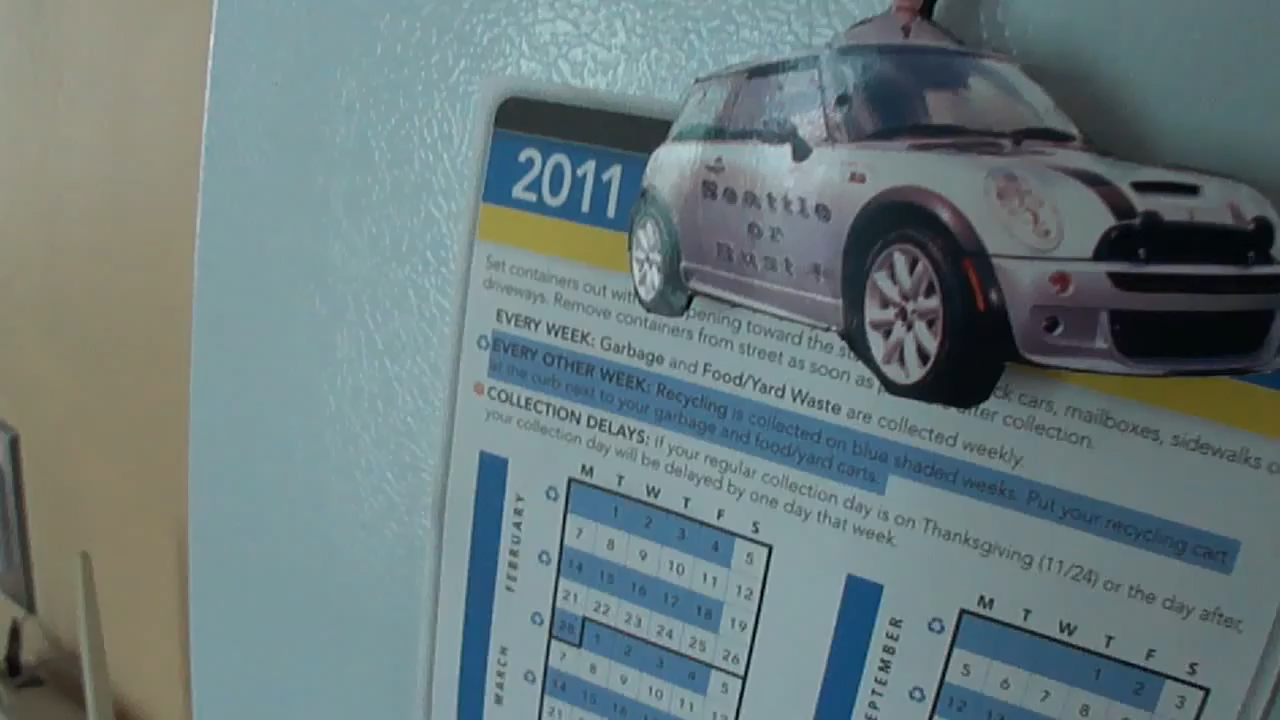 2011
Seattle
or
Bust
Set containers out with
opening toward the
ck cars, mailboxes, sidewalks
driveways. Remove containers from street as soon as
after collection.
EVERY WEEK: Garbage and Food/Yard Waste are collected weekly.
EVERY OTHER WEEK: Recycling is collected on blue shaded weeks. Put your recycling cart
at the curb next to your garbage and food/yard carts.
COLLECTION DELAYS: If your regular collection day is on Thanksgiving (11/24) or the day after,
your collection day will be delayed by one day that week.
FEBRUARY
M T W T F S
1 2 3 4 5
7 8 9 10 11 12
14 15 16 17 18 19
21 22 23 24 25 26
28 1 2 3 4 5
MARCH
7 8 9 10 11 12
14 15 16
21
EPTEMBER
M T W T F S
1 2 3
5 6 7 8
12 13